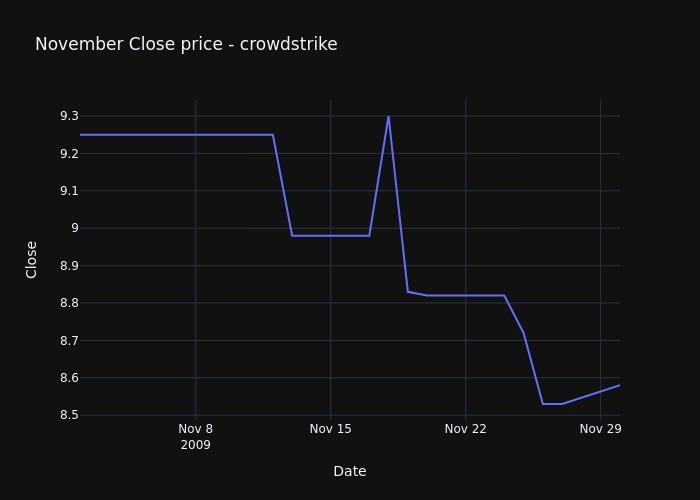 November Close price - crowdstrike
9.3
9.2
9.1
9
8.9
8.8
8.7
8.6
8.5
Close
Nov 8
2009
Nov 15
Nov 22
Nov 29
Date